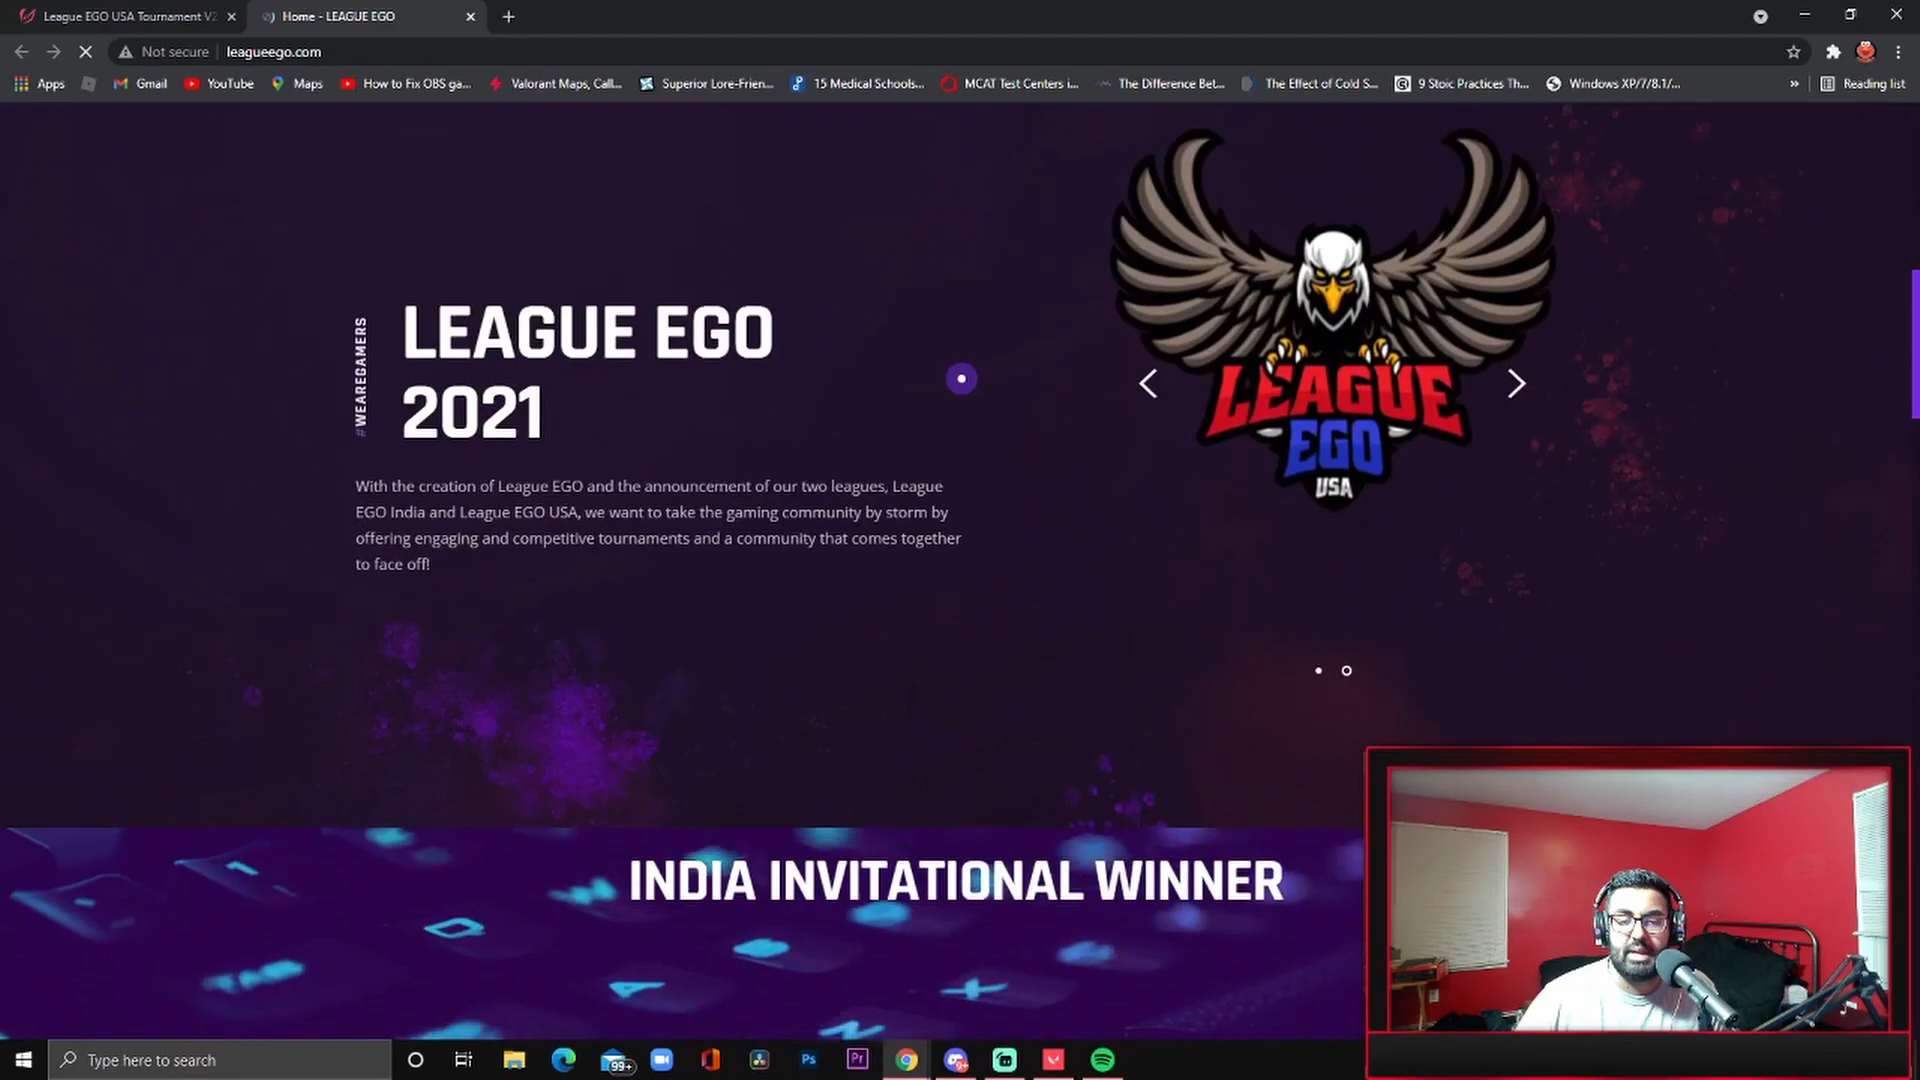 League EGO USA Tournament V2
Home - LEAGUE EGO
Not secure
leagueego.com
Apps
Gmail
YouTube
Maps
How to Fix OBS ga...
Valorant Maps, Call...
Superior Lore-Frien...
15 Medical Schools...
MCAT Test Centers i...
The Difference Bet...
The Effect of Cold S...
9 Stoic Practices Th...
Windows XP/7/8.1/...
»
Reading list
#WEAREGAMERS
LEAGUE EGO
2021
With the creation of League EGO and the announcement of our two leagues, League
EGO India and League EGO USA, we want to take the gaming community by storm by
offering engaging and competitive tournaments and a community that comes together
to face off!
LEAGUE
EGO
USA
INDIA INVITATIONAL WINNER
Type here to search
99+
Ps
Pr